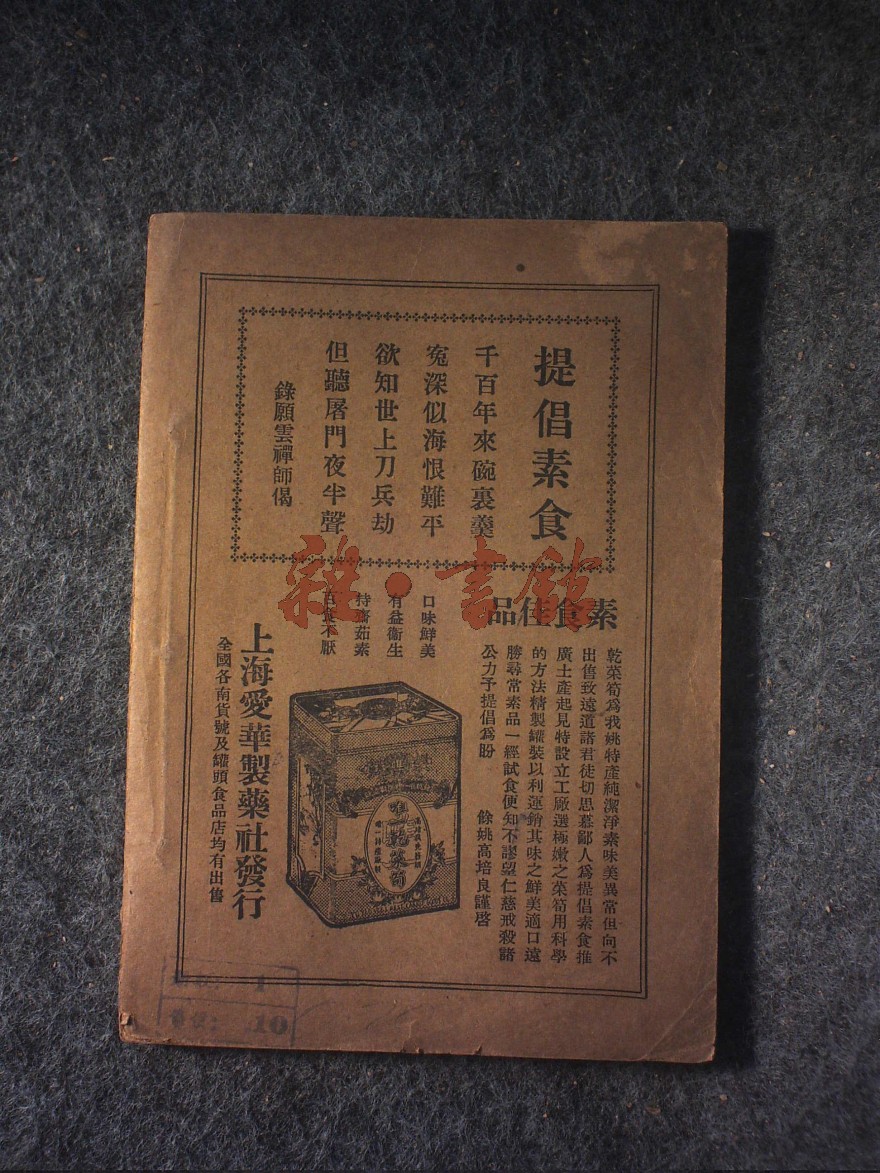 提倡素食
千百年來碗裏羹
寃深似海恨難平
欲知世上刀兵劫
但聽屠門夜半聲
錄願雲禪師偈
素食佳品
乾菜筍爲我姚特產純潔淨素味美異常但向不
出售致遠道諸君徒切思慕鄙人爲提倡素食推
廣土產起見特設立工厰選極嫩之菜筍用科學
的方法精製罐裝以利運銷其味之鮮美適口遠
勝尋常素品一經試食便知不謬望仁慈戒殺諸
公力予提倡爲盼
餘姚高培良謹啓
口味鮮美
有益衞生
持齋茹素
百食不厭
上海愛華製藥社發行
全國各南貨號及罐頭食品店均有出售
雜·書館
1
10